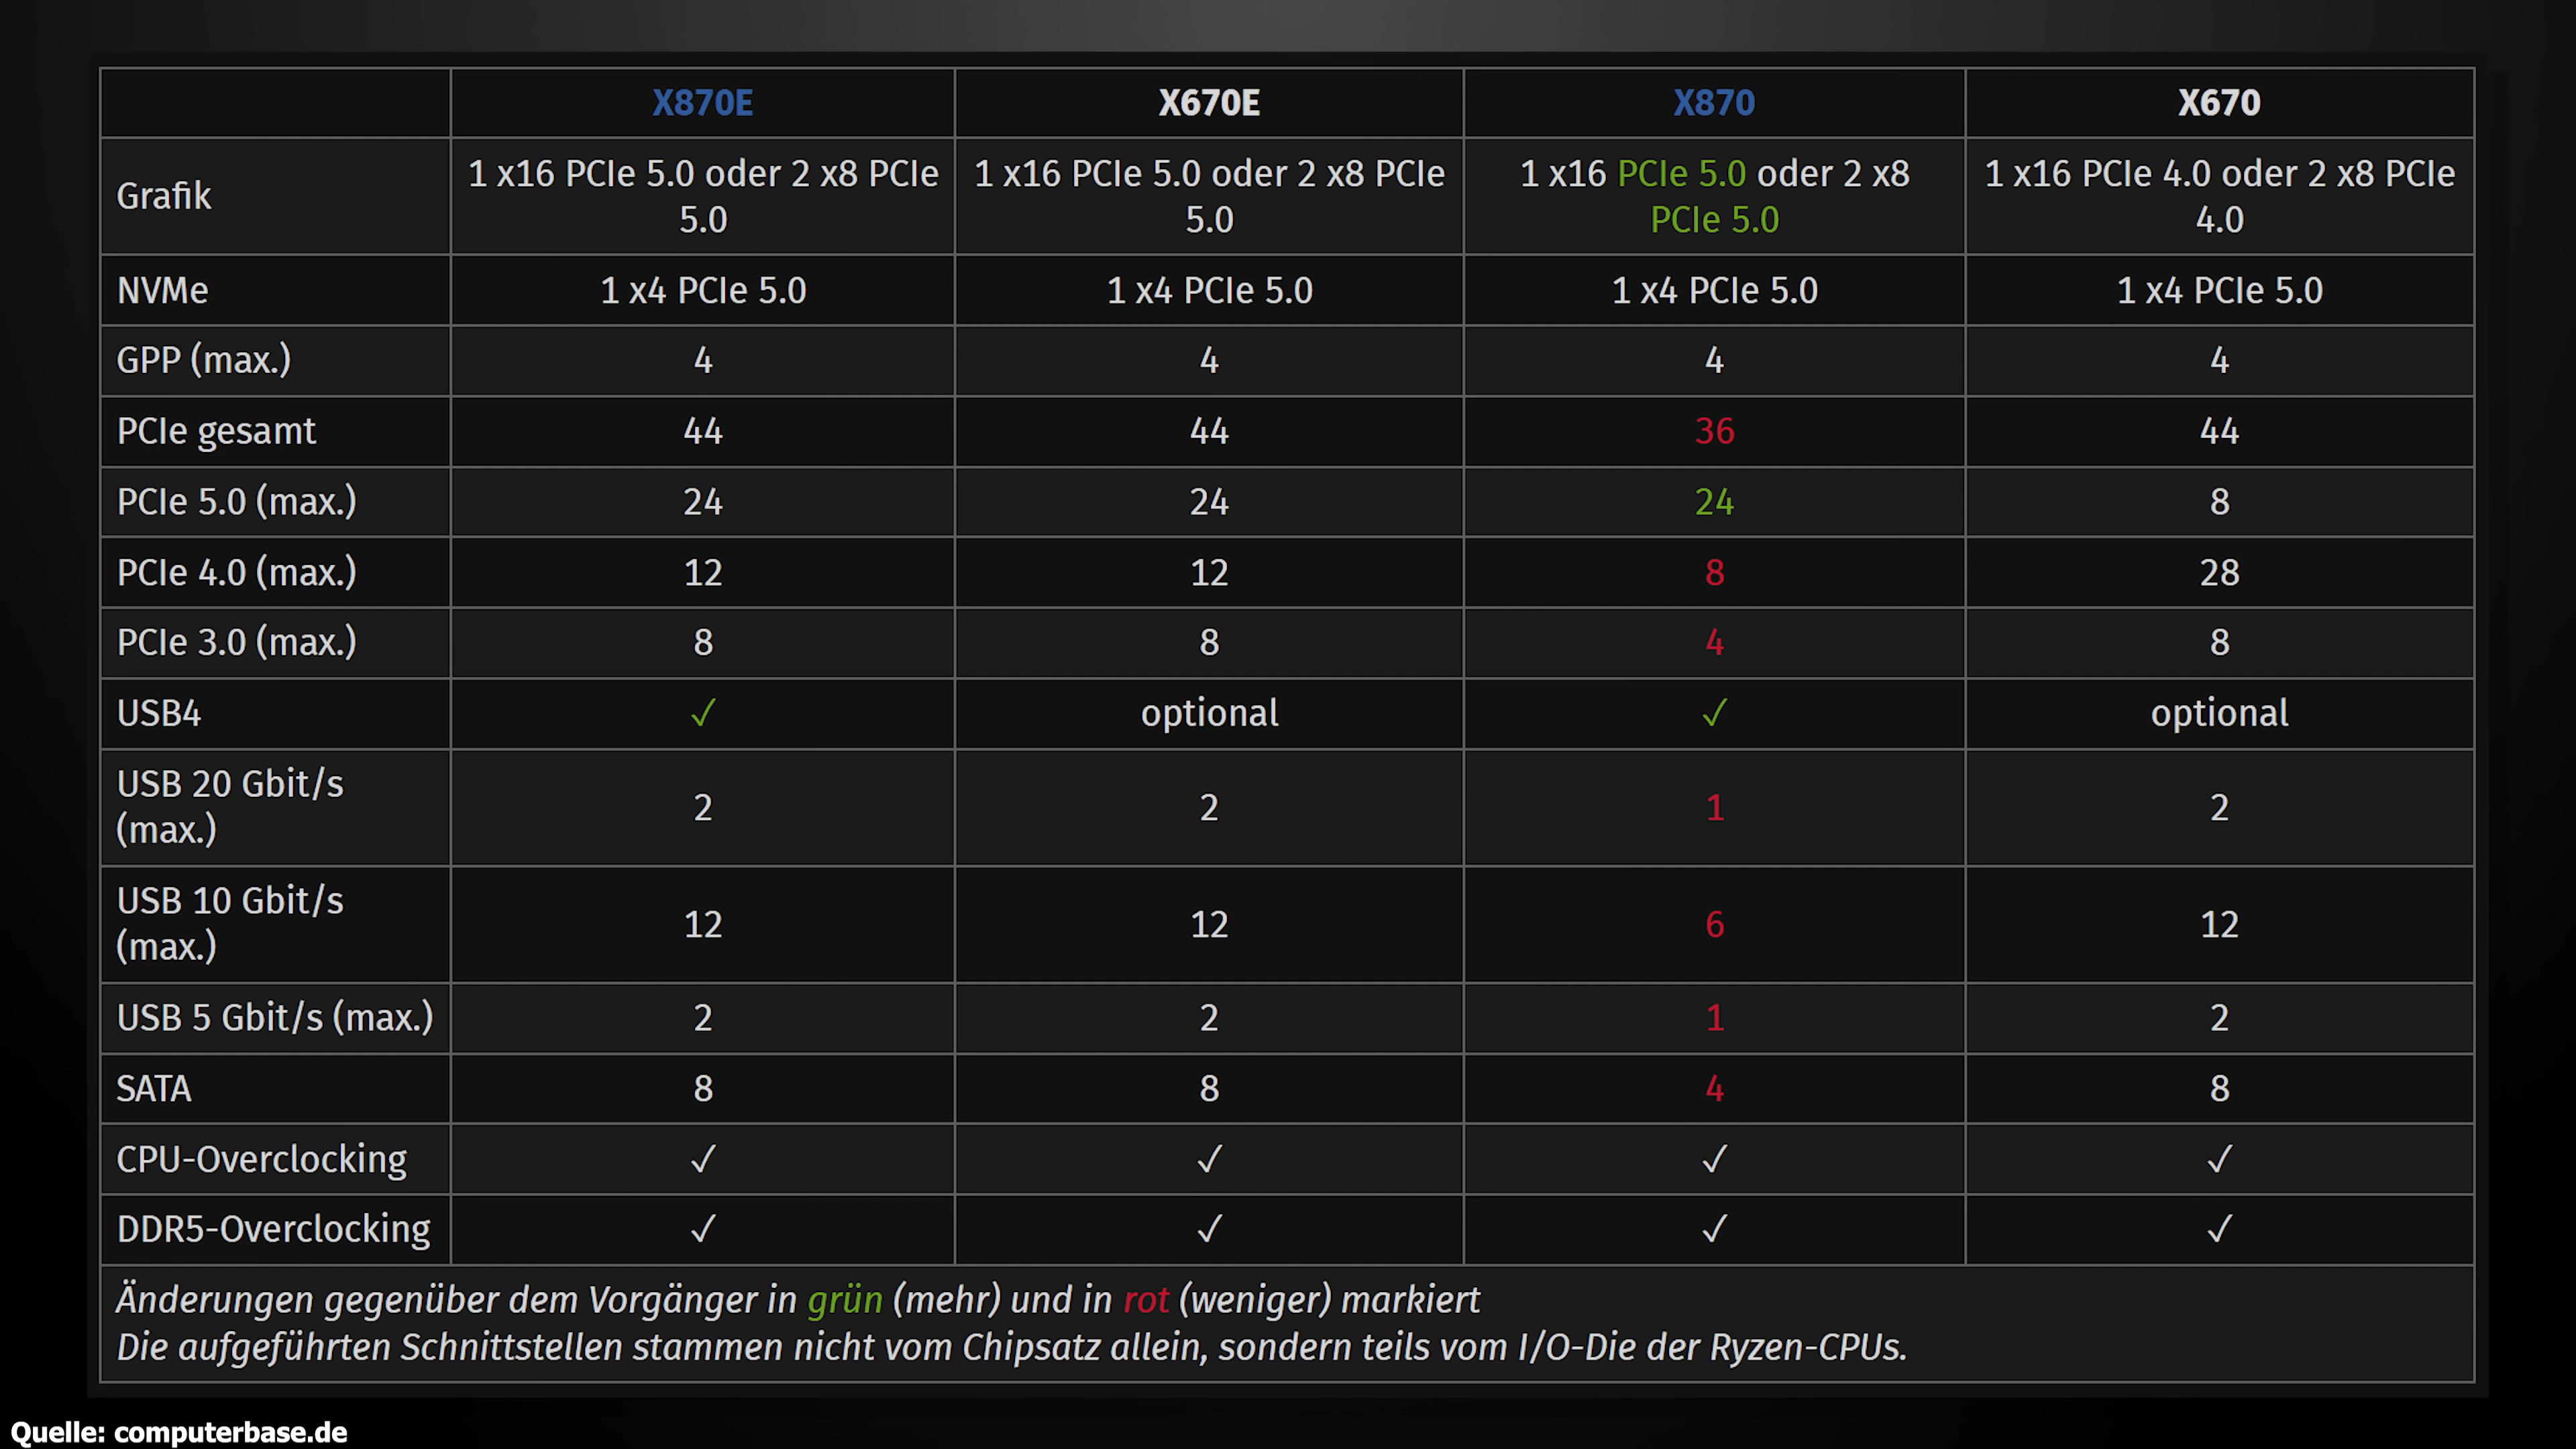 X870E X670E X870 X670
Grafik 1 x16 PCIe 5.0 oder 2 x8 PCIe 5.0 1 x16 PCIe 5.0 oder 2 x8 PCIe 5.0 1 x16 PCIe 5.0 oder 2 x8 PCIe 5.0 1 x16 PCIe 4.0 oder 2 x8 PCIe 4.0
NVMe 1 x4 PCIe 5.0 1 x4 PCIe 5.0 1 x4 PCIe 5.0 1 x4 PCIe 5.0
GPP (max.) 4 4 4 4
PCIe gesamt 44 44 36 44
PCIe 5.0 (max.) 24 24 24 8
PCIe 4.0 (max.) 12 12 8 28
PCIe 3.0 (max.) 8 8 4 8
USB4 ✓ optional ✓ optional
USB 20 Gbit/s (max.) 2 2 1 2
USB 10 Gbit/s (max.) 12 12 6 12
USB 5 Gbit/s (max.) 2 2 1 2
SATA 8 8 4 8
CPU-Overclocking ✓ ✓ ✓ ✓
DDR5-Overclocking ✓ ✓ ✓ ✓
Änderungen gegenüber dem Vorgänger in grün (mehr) und in rot (weniger) markiert
Die aufgeführten Schnittstellen stammen nicht vom Chipsatz allein, sondern teils vom I/O-Die der Ryzen-CPUs.
Quelle: computerbase.de